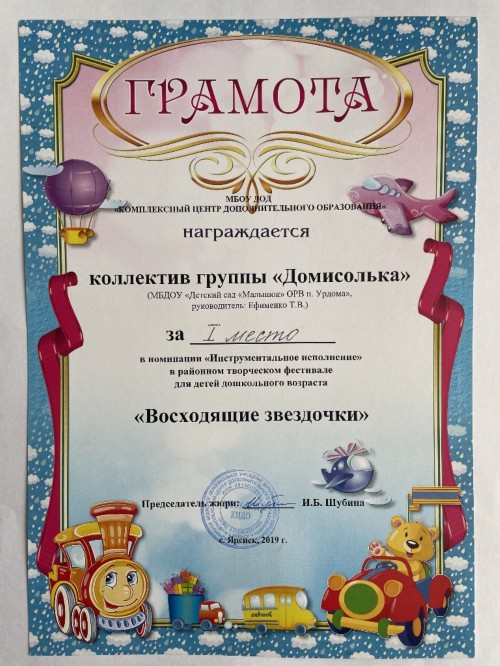 ГРАМОТА
МБОУ ДОД
«КОМПЛЕКСНЫЙ ЦЕНТР ДОПОЛНИТЕЛЬНОГО ОБРАЗОВАНИЯ»
награждается
коллектив группы «Домисолька»
(МБДОУ «Детский сад «Малышок» ОРВ п. Урдома»,
руководитель: Ефименко Т.В.)
за I место
в номинации «Инструментальное исполнение»
в районном творческом фестивале
для детей дошкольного возраста
«Восходящие звездочки»
Председатель жюри: И.Б. Шубина
КЦДО
с. Яренск, 2019 г.
school